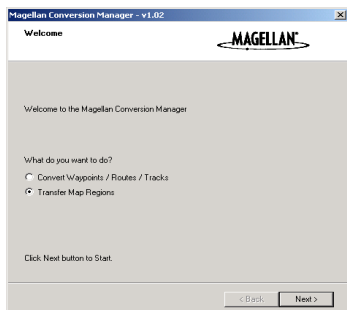 Magellan Conversion Manager - v1.02
Welcome
MAGELLAN
Welcome to the Magellan Conversion Manager
What do you want to do?
Convert Waypoints / Routes / Tracks
Transfer Map Regions
Click Next button to Start.
< Back
Next >